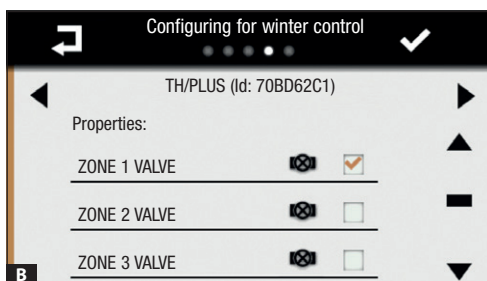 Configuring for winter control
TH/PLUS (Id: 70BD62C1)
Properties:
ZONE 1 VALVE
ZONE 2 VALVE
ZONE 3 VALVE
B